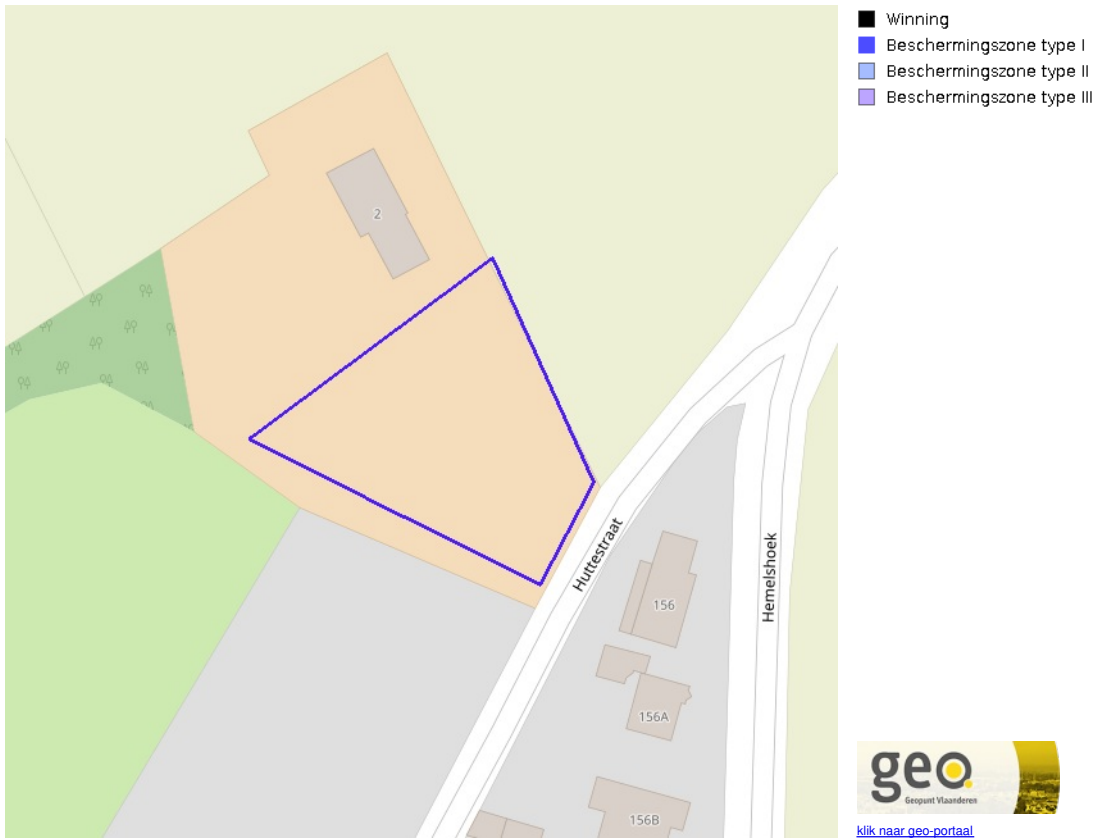 Winning
Beschermingszone type I
Beschermingszone type II
Beschermingszone type III
2
Huttestraat
Hemelshoek
156
156A
156B
geo.
Geopunt Vlaanderen
klik naar geo-portaal